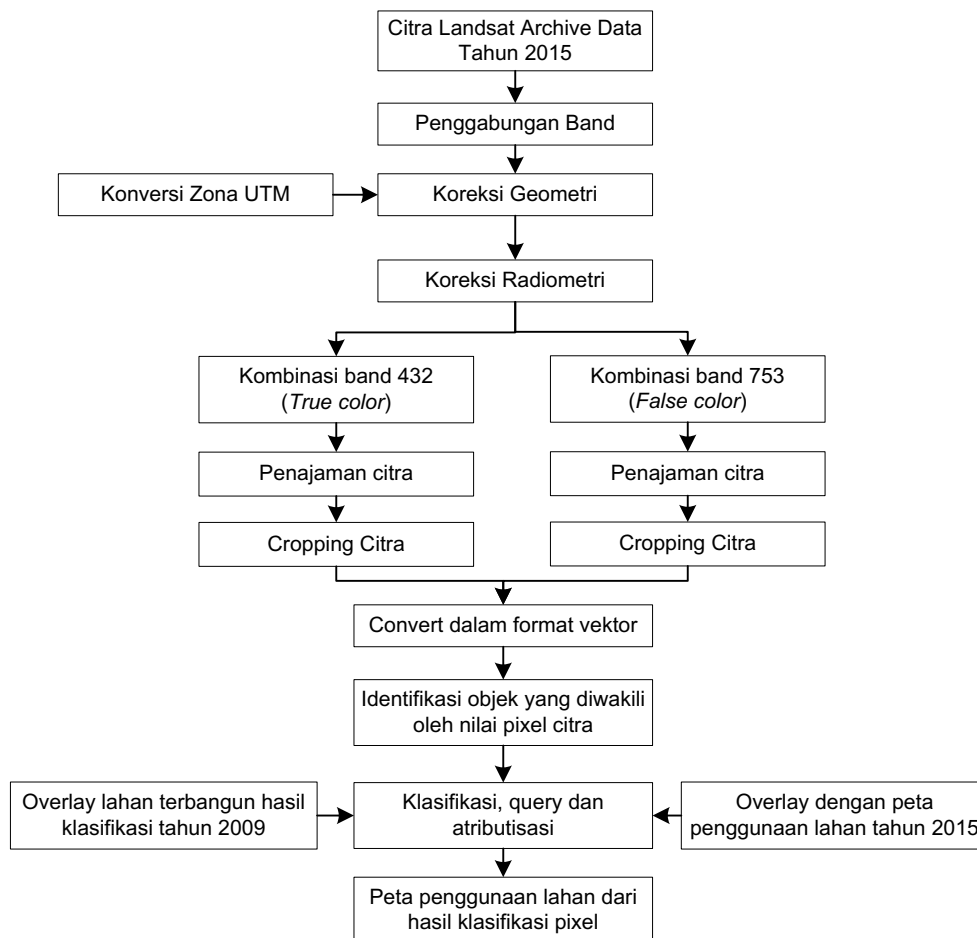 Citra Landsat Archive Data
Tahun 2015
Penggabungan Band
Konversi Zona UTM
Koreksi Geometri
Koreksi Radiometri
Kombinasi band 432
(True color)
Kombinasi band 753
(False color)
Penajaman citra
Penajaman citra
Cropping Citra
Cropping Citra
Convert dalam format vektor
Identifikasi objek yang diwakili
oleh nilai pixel citra
Overlay lahan terbangun hasil
klasifikasi tahun 2009
Klasifikasi, query dan
atributisasi
Overlay dengan peta
penggunaan lahan tahun 2015
Peta penggunaan lahan dari
hasil klasifikasi pixel